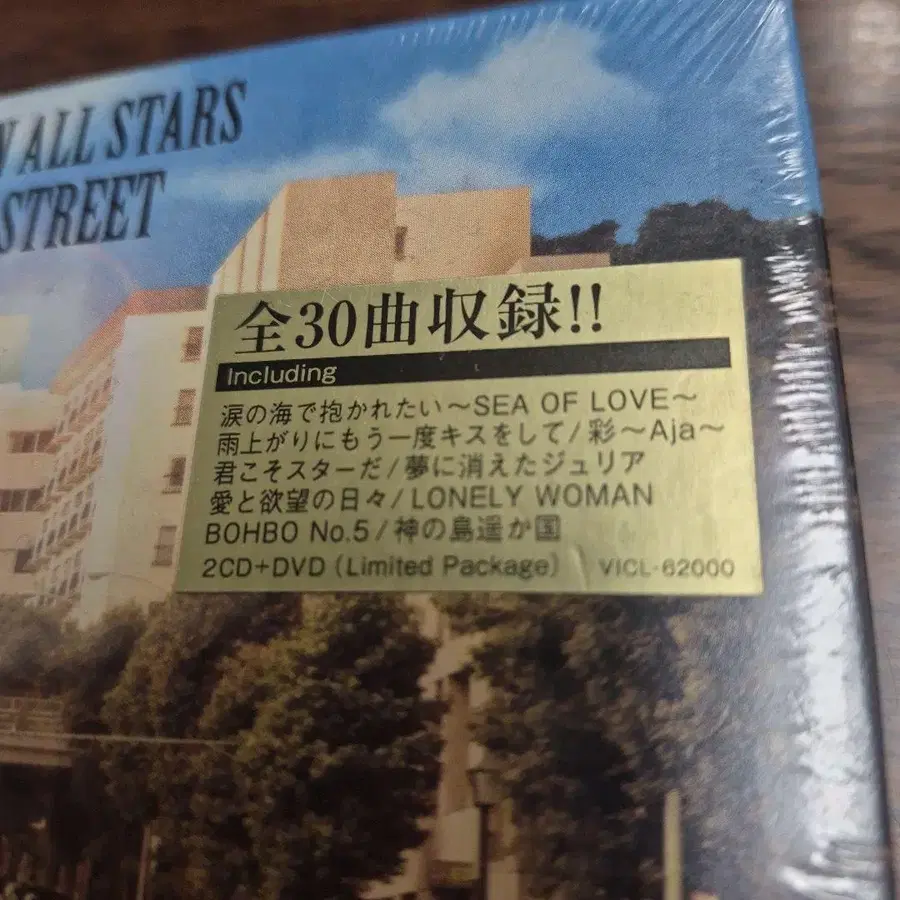 ALL STARS
STREET
全30曲収録!!
Including
涙の海で抱かれたい～SEA OF LOVE～
雨上がりにもう一度キスをして/彩～Aja～
君こそスターだ/夢に消えたジュリア
愛と欲望の日々/LONELY WOMAN
BOHBO No.5/神の島遥か国
2CD+DVD (Limited Package) VICL-62000